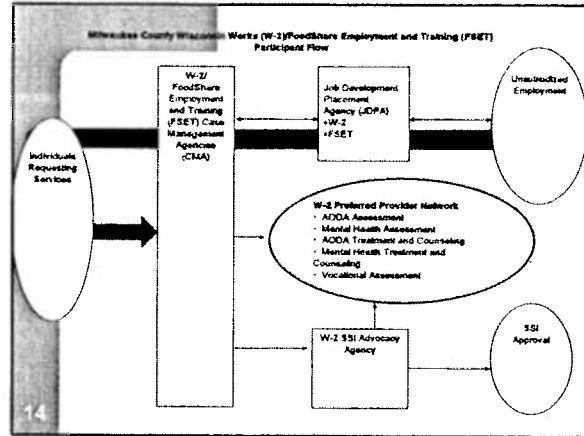 Milwaukee County Wisconsin Works (W-2)/FoodShare Employment and Training (FSET)
Participant Flow
W-2/
FoodShare
Employment
and Training
(FSET) Case
Management
Agencies
(CMA)
Job Development
Placement
Agency (JDPA)
•W-2
•FSET
Unsubsidized
Employment
Individuals
Requesting
Services
W-2 Preferred Provider Network
· AODA Assessment
· Mental Health Assessment
· AODA Treatment and Counseling
· Mental Health Treatment and
Counseling
· Vocational Assessment
W-2 SSI Advocacy
Agency
SSI
Approval
14